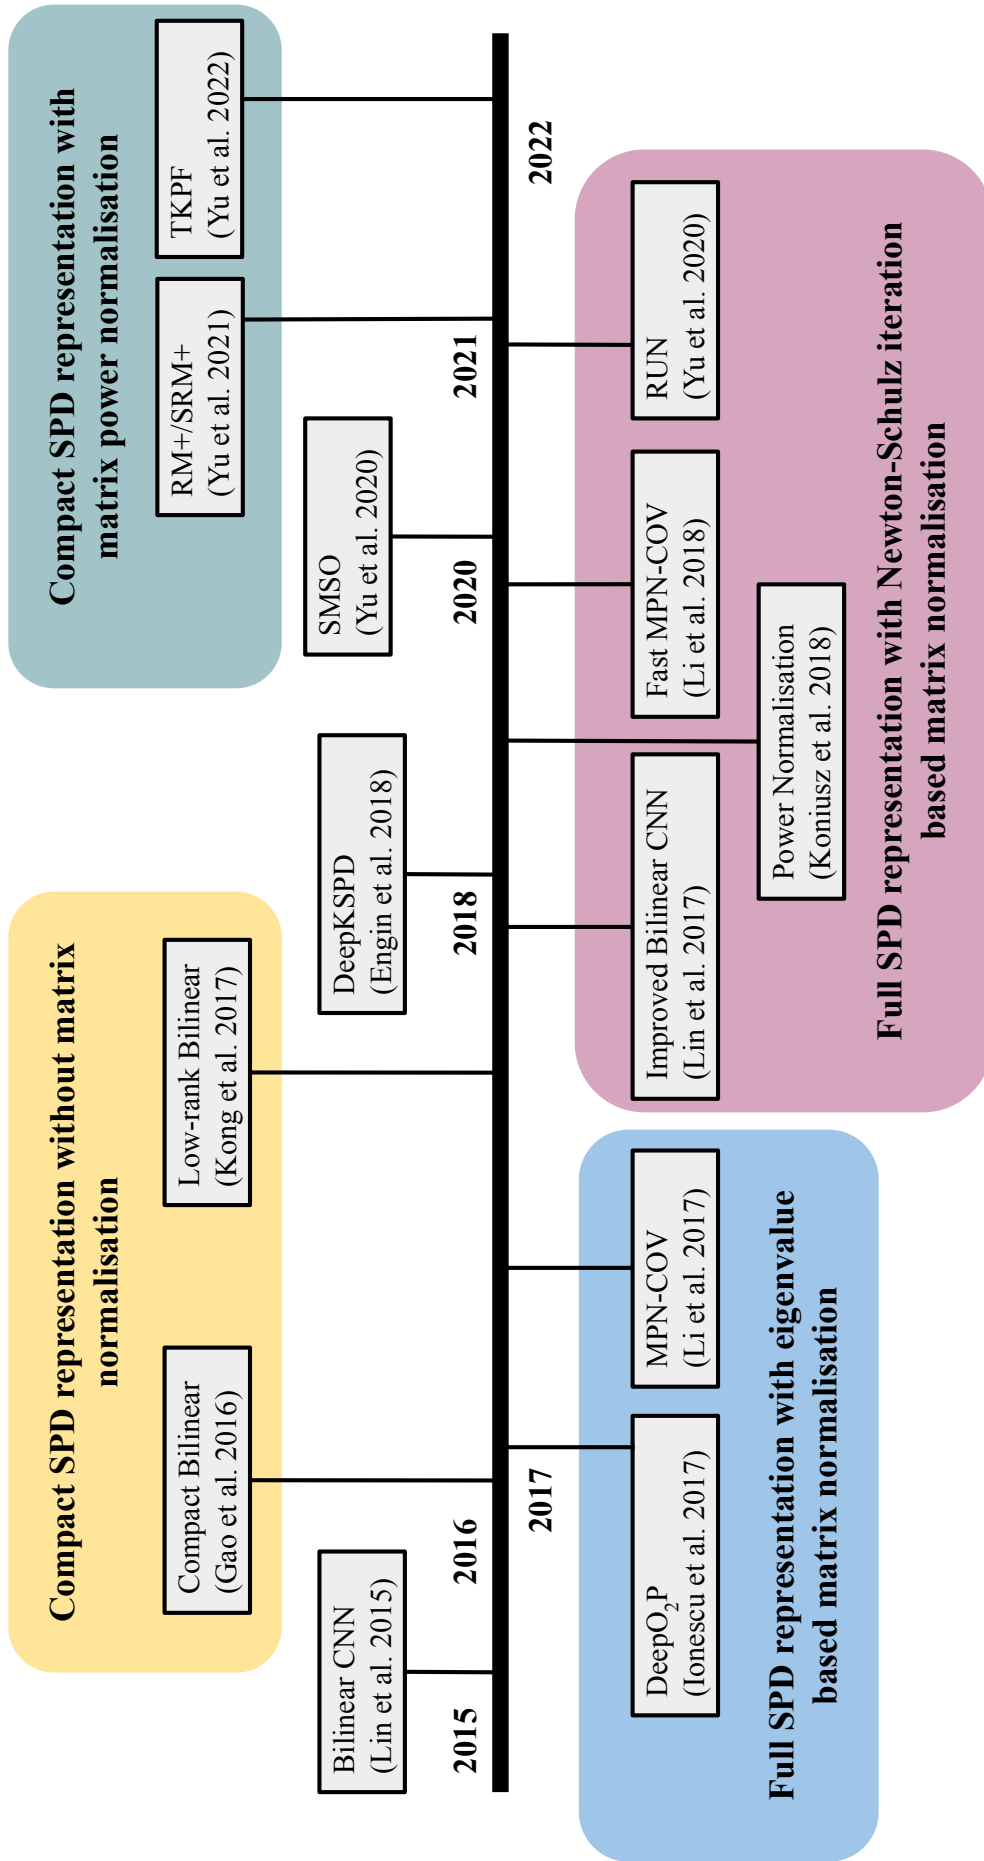 Compact SPD representation without matrix
normalisation
Compact Bilinear
(Gao et al. 2016)
Low-rank Bilinear
(Kong et al. 2017)
Compact SPD representation with
matrix power normalisation
RM+/SRM+
(Yu et al. 2021)
TKPF
(Yu et al. 2022)
Bilinear CNN
(Lin et al. 2015)
DeepKSPD
(Engin et al. 2018)
SMSO
(Yu et al. 2020)
2015
2016
2018
2020
2021
2017
2022
DeepO₂P
(Ionescu et al. 2017)
MPN-COV
(Li et al. 2017)
Full SPD representation with eigenvalue
based matrix normalisation
Improved Bilinear CNN
(Lin et al. 2017)
Fast MPN-COV
(Li et al. 2018)
RUN
(Yu et al. 2020)
Power Normalisation
(Koniusz et al. 2018)
Full SPD representation with Newton-Schulz iteration
based matrix normalisation